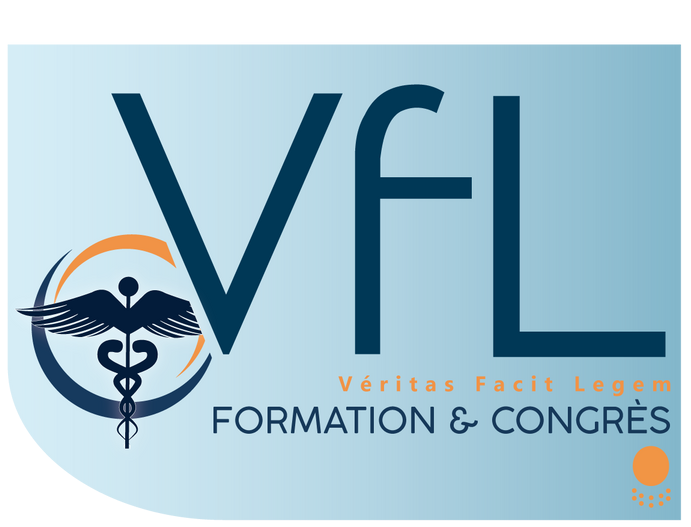 VfL
Véritas Facit Legem
FORMATION & CONGRÈS